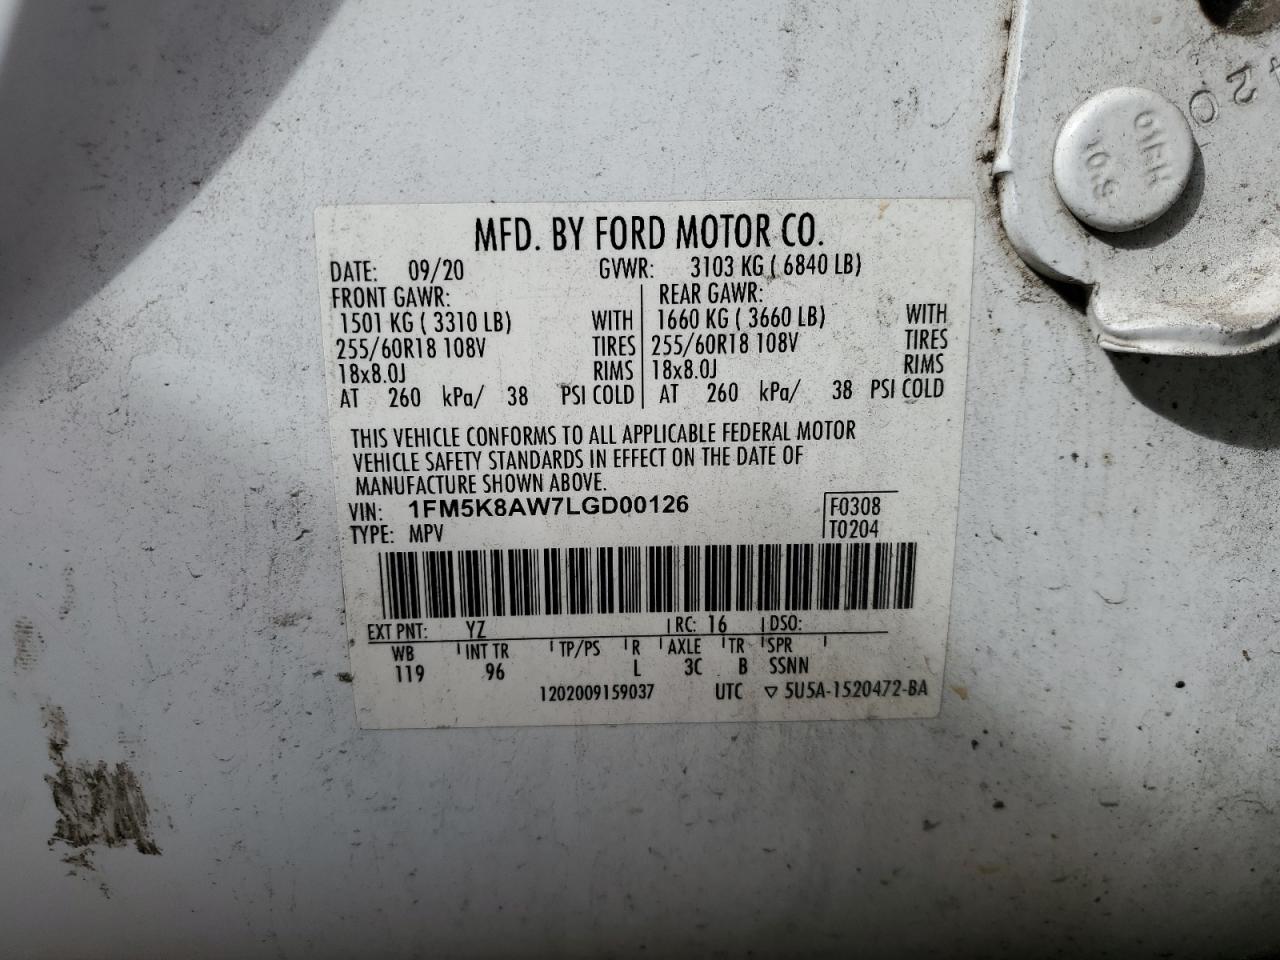 MFD. BY FORD MOTOR CO.
DATE: 09/20 GVWR: 3103 KG ( 6840 LB)
FRONT GAWR: REAR GAWR:
1501 KG ( 3310 LB) WITH 1660 KG ( 3660 LB) WITH
255/60R18 108V TIRES 255/60R18 108V TIRES
18x8.0J RIMS 18x8.0J RIMS
AT 260 kPa/ 38 PSI COLD AT 260 kPa/ 38 PSI COLD
THIS VEHICLE CONFORMS TO ALL APPLICABLE FEDERAL MOTOR
VEHICLE SAFETY STANDARDS IN EFFECT ON THE DATE OF
MANUFACTURE SHOWN ABOVE.
VIN: 1FM5K8AW7LGD00126 F0308
TYPE: MPV T0204
EXT PNT: YZ RC: 16 DSO:
WB INT TR TP/PS R AXLE TR SPR
119 96 L 3C B SSNN
1202009159037 UTC ▽ 5U5A-1520472-BA
10.9